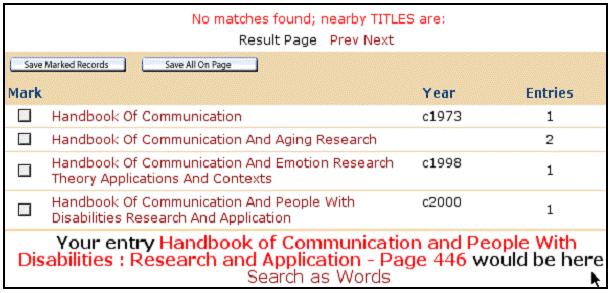 No matches found; nearby TITLES are:
Result Page Prev Next
Save Marked Records Save All On Page
Mark Year Entries
Handbook Of Communication c1973 1
Handbook Of Communication And Aging Research 2
Handbook Of Communication And Emotion Research c1998 1
Theory Applications And Contexts
Handbook Of Communication And People With c2000 1
Disabilities Research And Application
Your entry Handbook of Communication and People With
Disabilities : Research and Application - Page 446 would be here
Search as Words